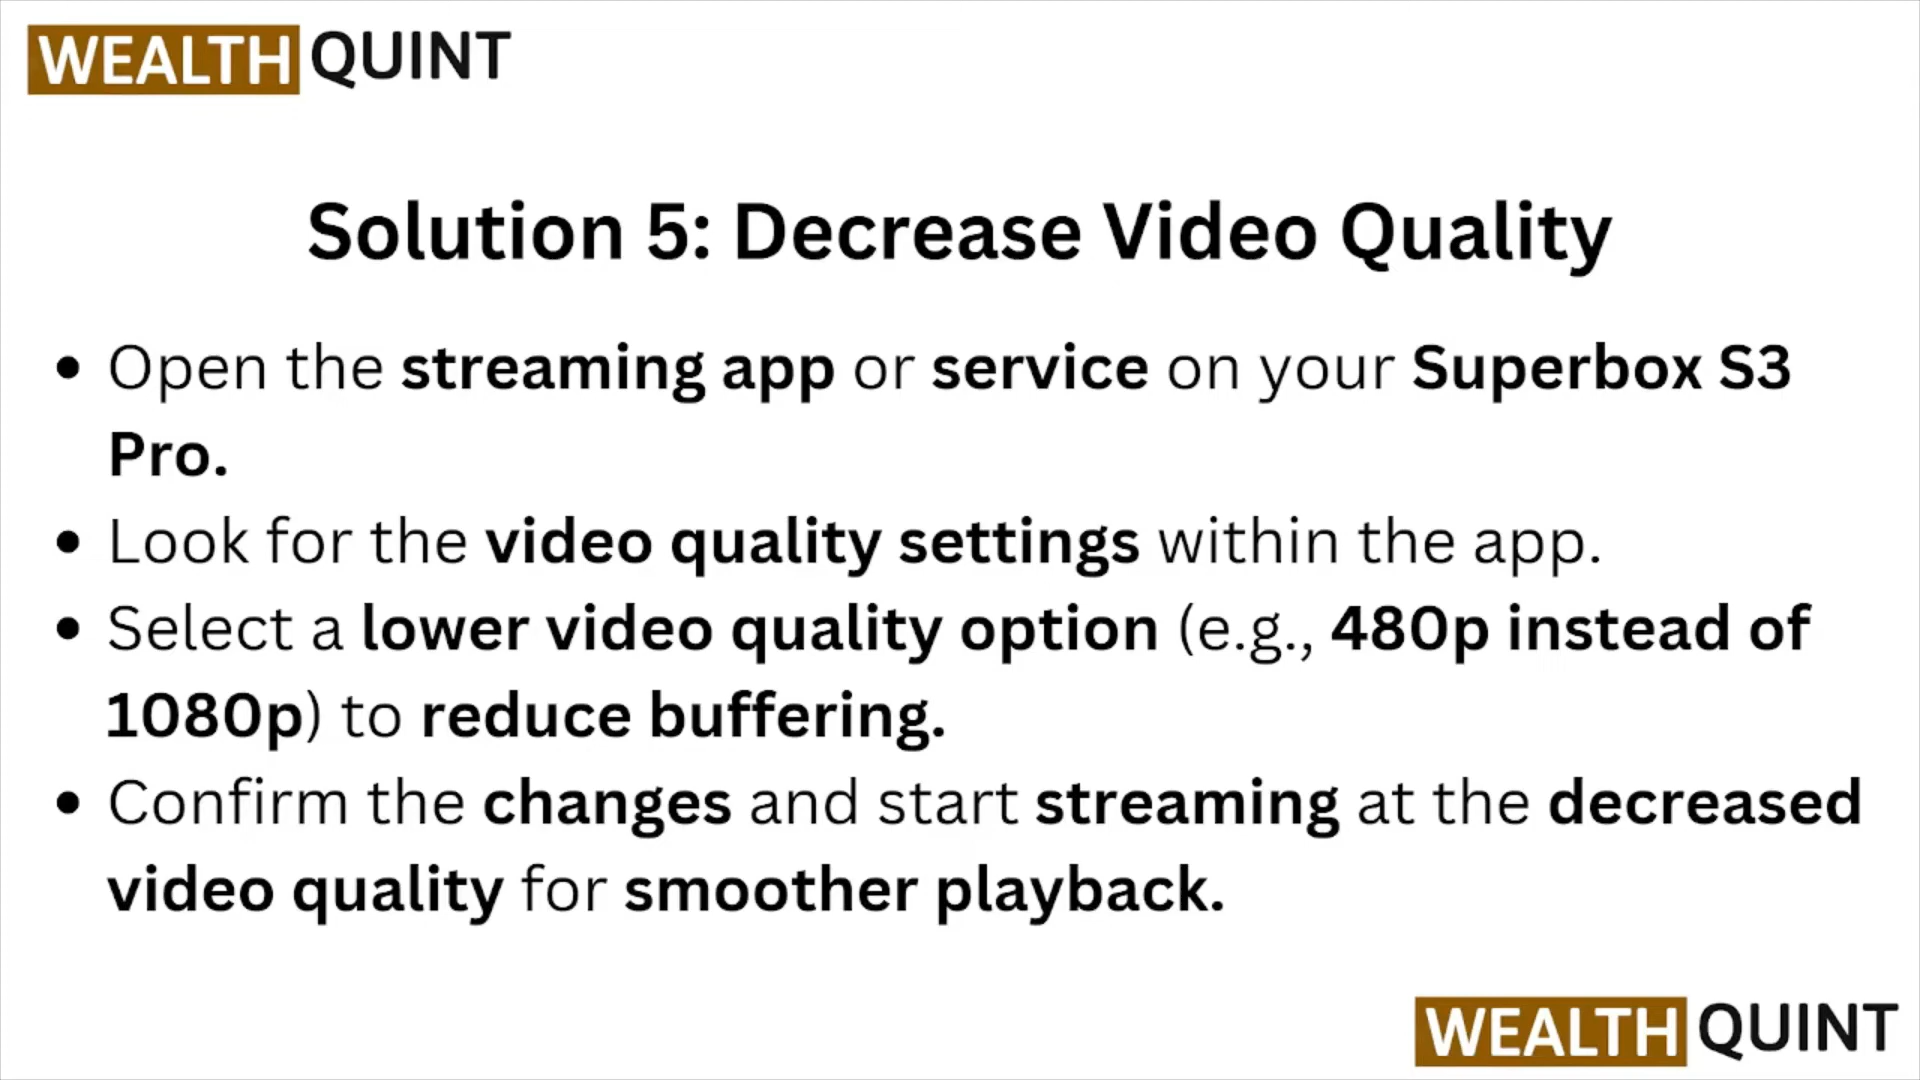 WEALTH QUINT
Solution 5: Decrease Video Quality
• Open the streaming app or service on your Superbox S3
Pro.
• Look for the video quality settings within the app.
• Select a lower video quality option (e.g., 480p instead of
1080p) to reduce buffering.
• Confirm the changes and start streaming at the decreased
video quality for smoother playback.
WEALTH QUINT